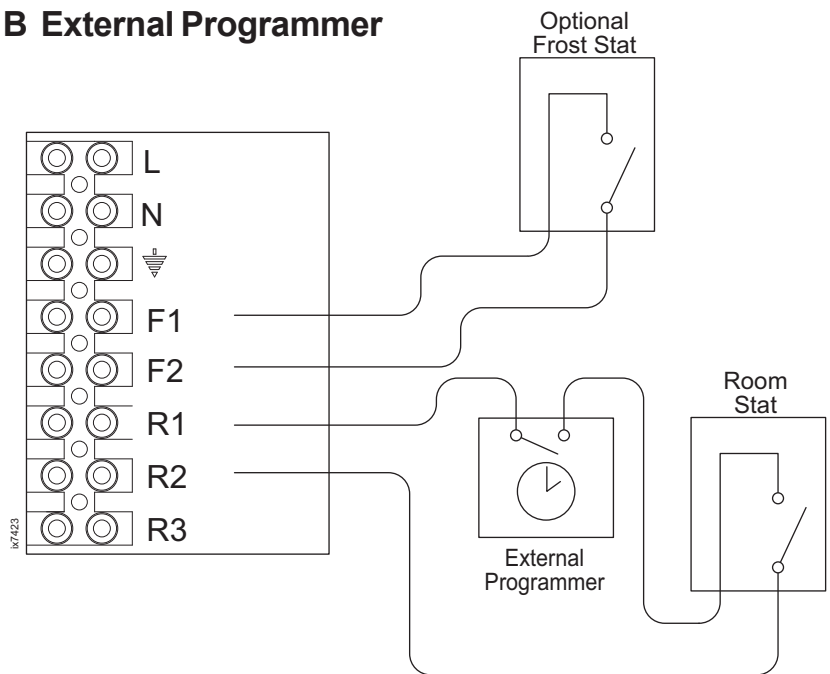 B External Programmer
Optional
Frost Stat
L
N
F1
F2
R1
R2
R3
Room
Stat
External
Programmer
ix7423